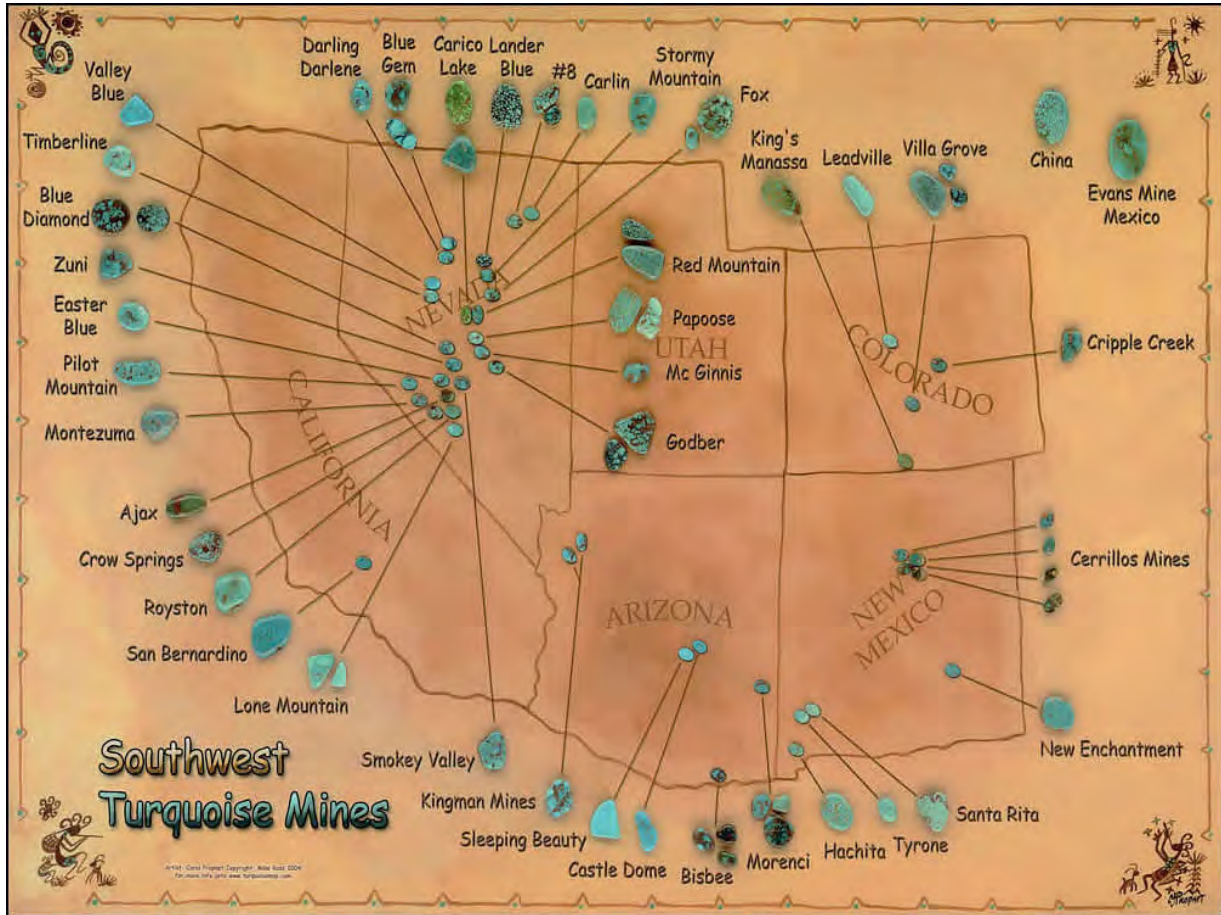 Darling
Darlene
Blue
Gem
Carico
Lake
Lander
Blue
#8
Carlin
Stormy
Mountain
Fox
Valley
Blue
Timberline
Blue
Diamond
Zuni
Easter
Blue
Pilot
Mountain
Montezuma
Ajax
Crow Springs
Royston
San Bernardino
Lone Mountain
Smokey Valley
Kingman Mines
Sleeping Beauty
Castle Dome
Bisbee
Morenci
Hachita
Tyrone
Santa Rita
New Enchantment
Cerrillos Mines
Cripple Creek
King's
Manassa
Leadville
Villa Grove
China
Evans Mine
Mexico
Red Mountain
Papoose
Mc Ginnis
Godber
NEVADA
UTAH
COLORADO
CALIFORNIA
ARIZONA
NEW
MEXICO
Southwest
Turquoise Mines